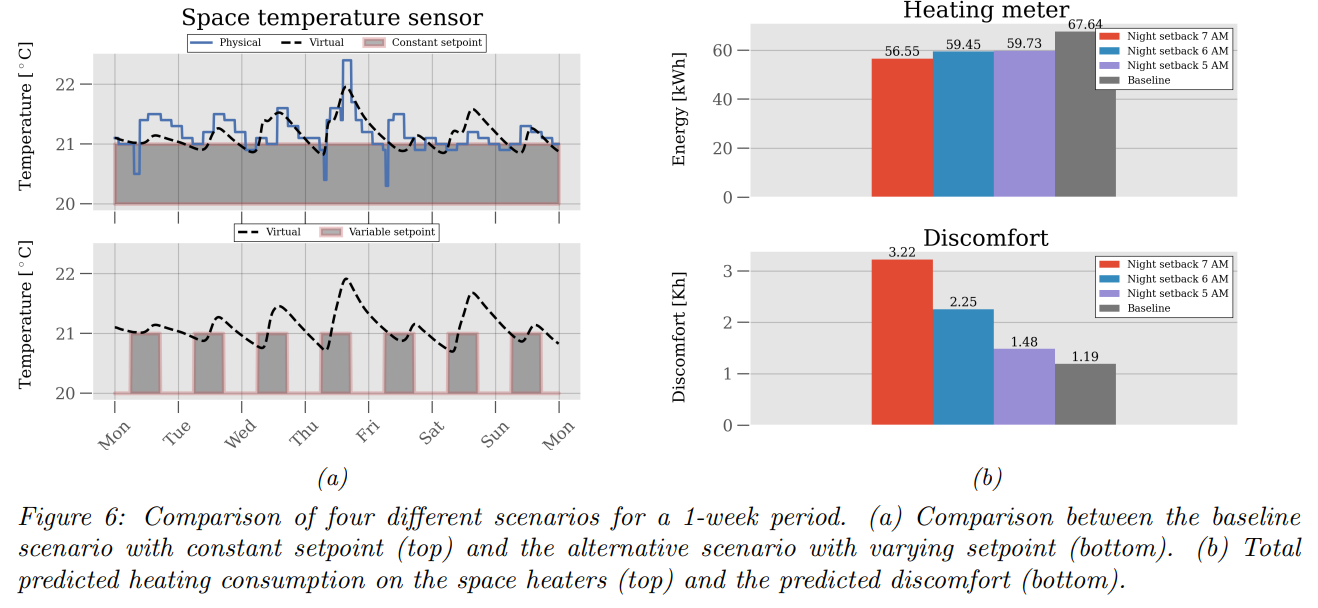 Space temperature sensor
Physical Virtual Constant setpoint
Temperature [°C]
22
21
20
Virtual Variable setpoint
Temperature [°C]
22
21
20
Mon Tue Wed Thu Fri Sat Sun Mon
(a)
Heating meter
Energy [kWh]
60
40
20
0
56.55 59.45 59.73 67.64
Night setback 7 AM
Night setback 6 AM
Night setback 5 AM
Baseline
Discomfort
Discomfort [Kh]
3
2
1
0
3.22 2.25 1.48 1.19
Night setback 7 AM
Night setback 6 AM
Night setback 5 AM
Baseline
(b)
Figure 6: Comparison of four different scenarios for a 1-week period. (a) Comparison between the baseline
scenario with constant setpoint (top) and the alternative scenario with varying setpoint (bottom). (b) Total
predicted heating consumption on the space heaters (top) and the predicted discomfort (bottom).